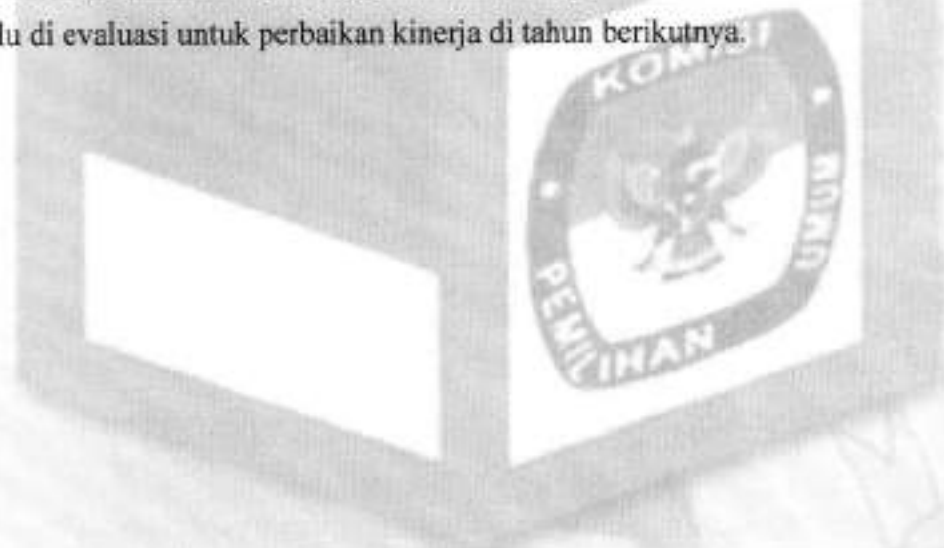 lu di evaluasi untuk perbaikan kinerja di tahun berikutnya.
KOMISI
PEMILIHAN
UMUM